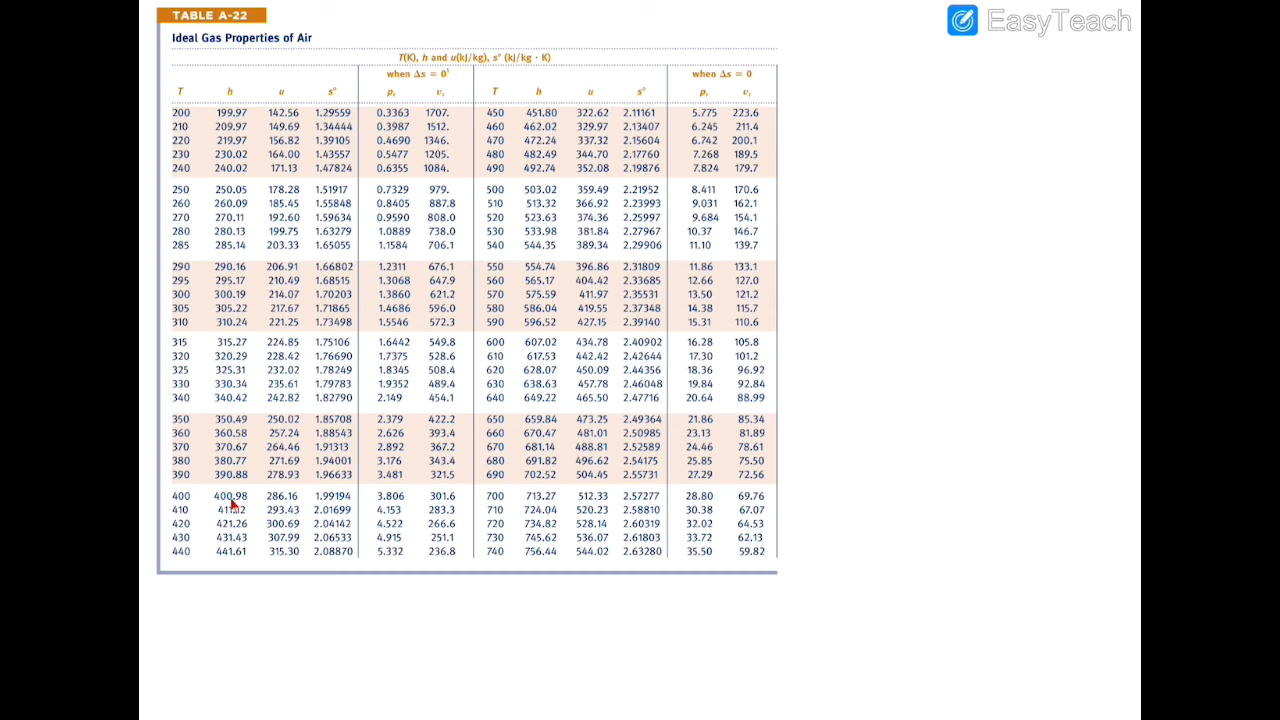 TABLE A-22
EasyTeach
Ideal Gas Properties of Air
T(K), h and u(kJ/kg), s° (kJ/kg · K)
when Δs = 0¹ when Δs = 0
T h u s° pᵣ vᵣ T h u s° pᵣ vᵣ
200 199.97 142.56 1.29559 0.3363 1707. 450 451.80 322.62 2.11161 5.775 223.6
210 209.97 149.69 1.34444 0.3987 1512. 460 462.02 329.97 2.13407 6.245 211.4
220 219.97 156.82 1.39105 0.4690 1346. 470 472.24 337.32 2.15604 6.742 200.1
230 230.02 164.00 1.43557 0.5477 1205. 480 482.49 344.70 2.17760 7.268 189.5
240 240.02 171.13 1.47824 0.6355 1084. 490 492.74 352.08 2.19876 7.824 179.7
250 250.05 178.28 1.51917 0.7329 979. 500 503.02 359.49 2.21952 8.411 170.6
260 260.09 185.45 1.55848 0.8405 887.8 510 513.32 366.92 2.23993 9.031 162.1
270 270.11 192.60 1.59634 0.9590 808.0 520 523.63 374.36 2.25997 9.684 154.1
280 280.13 199.75 1.63279 1.0889 738.0 530 533.98 381.84 2.27967 10.37 146.7
285 285.14 203.33 1.65055 1.1584 706.1 540 544.35 389.34 2.29906 11.10 139.7
290 290.16 206.91 1.66802 1.2311 676.1 550 554.74 396.86 2.31809 11.86 133.1
295 295.17 210.49 1.68515 1.3068 647.9 560 565.17 404.42 2.33685 12.66 127.0
300 300.19 214.07 1.70203 1.3860 621.2 570 575.59 411.97 2.35531 13.50 121.2
305 305.22 217.67 1.71865 1.4686 596.0 580 586.04 419.55 2.37348 14.38 115.7
310 310.24 221.25 1.73498 1.5546 572.3 590 596.52 427.15 2.39140 15.31 110.6
315 315.27 224.85 1.75106 1.6442 549.8 600 607.02 434.78 2.40902 16.28 105.8
320 320.29 228.42 1.76690 1.7375 528.6 610 617.53 442.42 2.42644 17.30 101.2
325 325.31 232.02 1.78249 1.8345 508.4 620 628.07 450.09 2.44356 18.36 96.92
330 330.34 235.61 1.79783 1.9352 489.4 630 638.63 457.78 2.46048 19.84 92.84
340 340.42 242.82 1.82790 2.149 454.1 640 649.22 465.50 2.47716 20.64 88.99
350 350.49 250.02 1.85708 2.379 422.2 650 659.84 473.25 2.49364 21.86 85.34
360 360.58 257.24 1.88543 2.626 393.4 660 670.47 481.01 2.50985 23.13 81.89
370 370.67 264.46 1.91313 2.892 367.2 670 681.14 488.81 2.52589 24.46 78.61
380 380.77 271.69 1.94001 3.176 343.4 680 691.82 496.62 2.54175 25.85 75.50
390 390.88 278.93 1.96633 3.481 321.5 690 702.52 504.45 2.55731 27.29 72.56
400 400.98 286.16 1.99194 3.806 301.6 700 713.27 512.33 2.57277 28.80 69.76
410 293.43 2.01699 4.153 283.3 710 724.04 520.23 2.58810 30.38 67.07
420 421.26 300.69 2.04142 4.522 266.6 720 734.82 528.14 2.60319 32.02 64.53
430 431.43 307.99 2.06533 4.915 251.1 730 745.62 536.07 2.61803 33.72 62.13
440 441.61 315.30 2.08870 5.332 236.8 740 756.44 544.02 2.63280 35.50 59.82